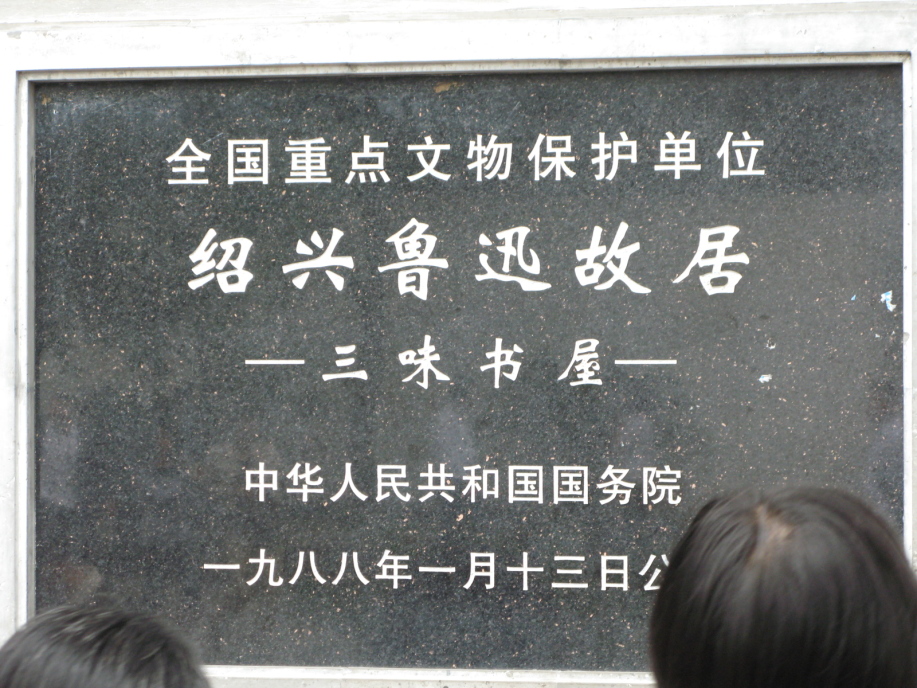 全国重点文物保护单位
绍兴鲁迅故居
—三味书屋—
中华人民共和国国务院
一九八八年一月十三日公